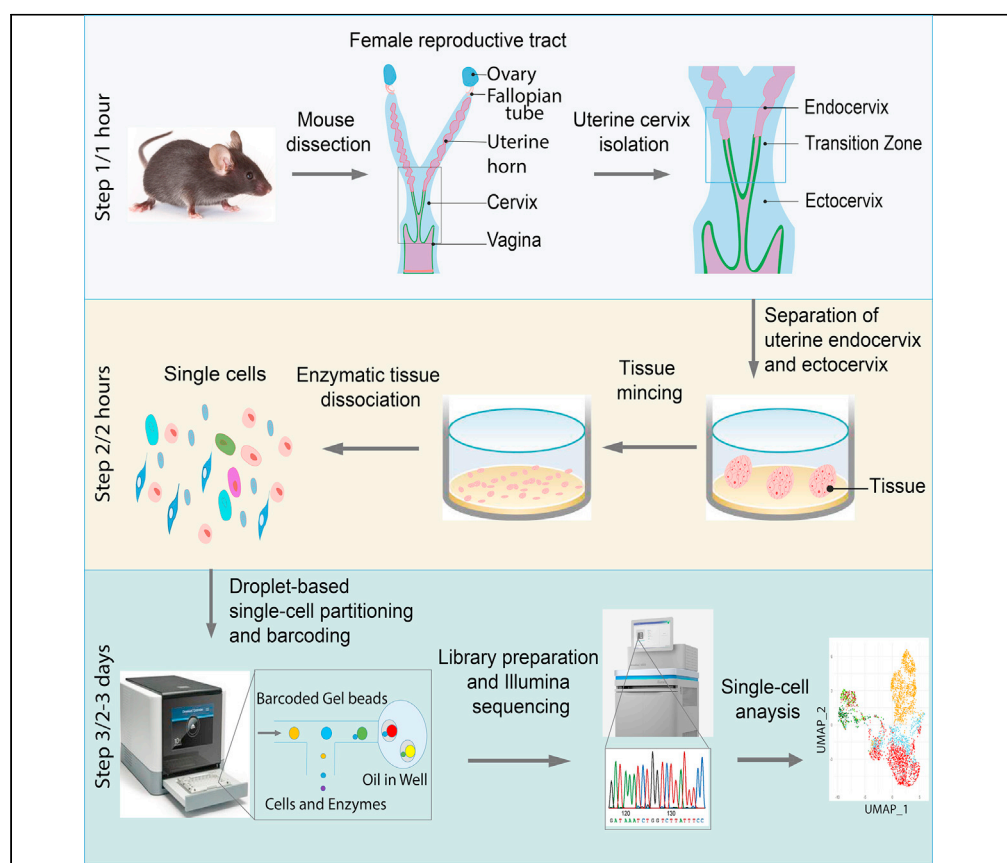 Step 1/1 hour
Female reproductive tract
Mouse
dissection
Ovary
Fallopian
tube
Uterine
horn
Cervix
Vagina
Uterine cervix
isolation
Endocervix
Transition Zone
Ectocervix
Step 2/2 hours
Separation of
uterine endocervix
and ectocervix
Tissue
Tissue
mincing
Enzymatic tissue
dissociation
Single cells
Step 3/2-3 days
Droplet-based
single-cell partitioning
and barcoding
Barcoded Gel beads
Oil in Well
Cells and Enzymes
Library preparation
and Illumina
sequencing
120 130
GATAAATCTGGTCTTATTTCC
Single-cell
anaysis
UMAP_2
UMAP_1